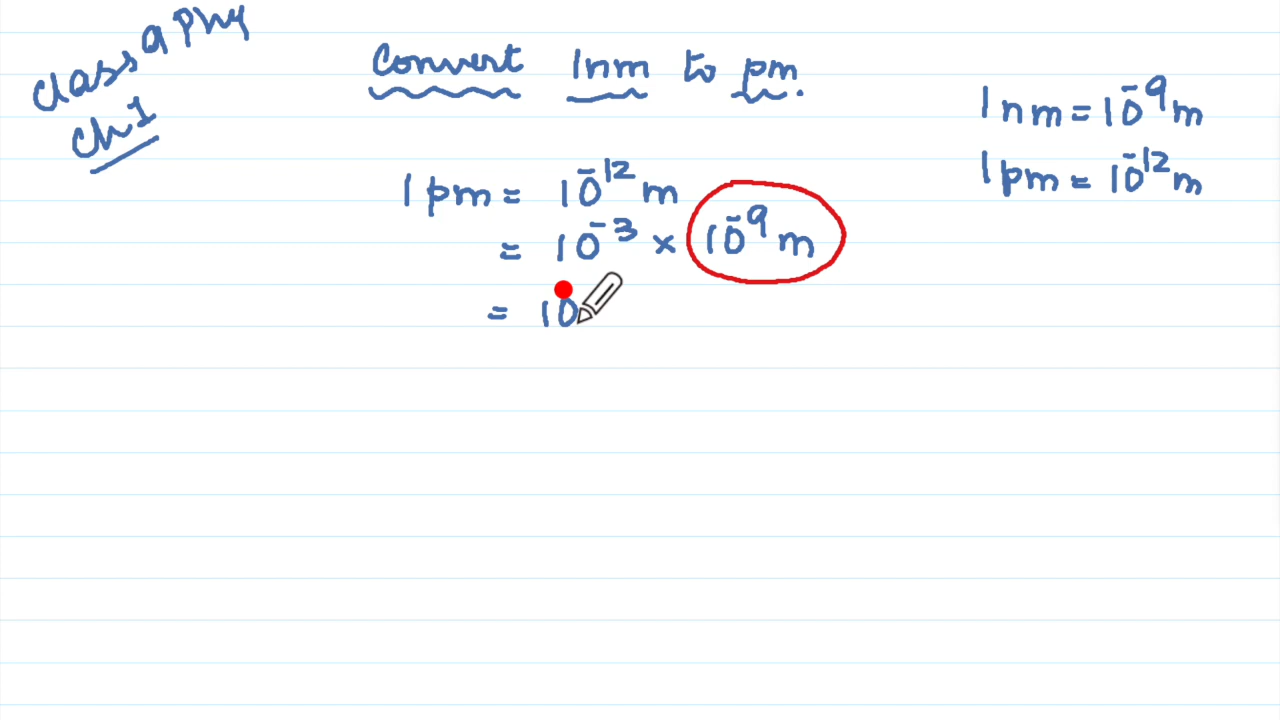 class 9 Phy
Ch 1
Convert 1nm to pm.
1 nm = 10⁻⁹ m
1 pm = 10⁻¹² m
1 pm = 10⁻¹² m
= 10⁻³ × 10⁻⁹ m
= 10